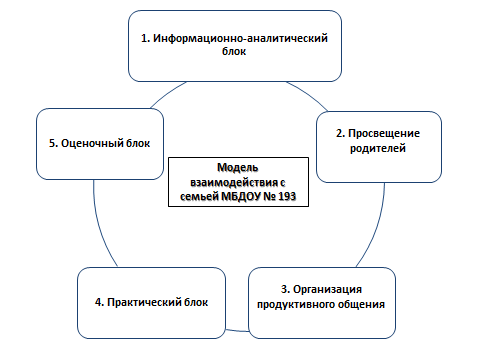 1. Информационно-аналитический
блок
2. Просвещение
родителей
3. Организация
продуктивного общения
4. Практический блок
5. Оценочный блок
Модель
взаимодействия с
семьей МБДОУ № 193